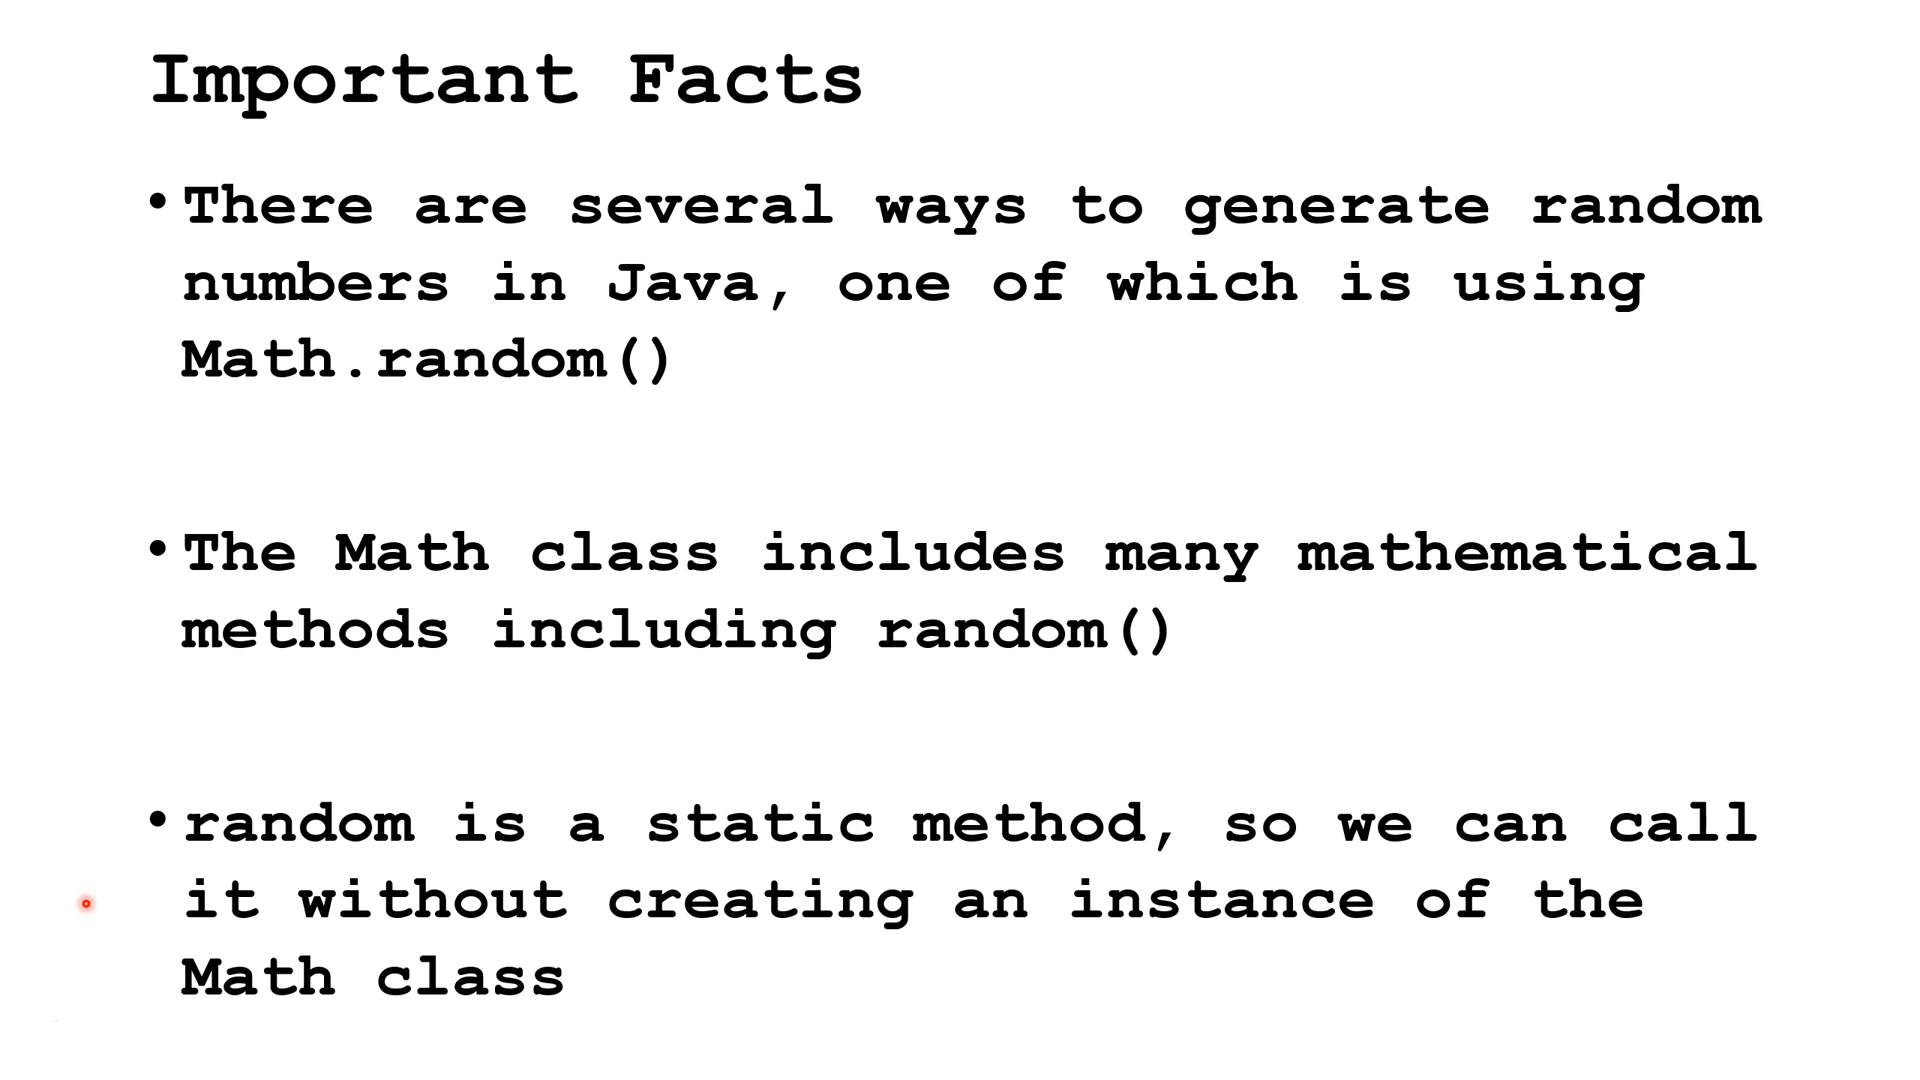 Important Facts
• There are several ways to generate random
numbers in Java, one of which is using
Math.random()
• The Math class includes many mathematical
methods including random()
• random is a static method, so we can call
it without creating an instance of the
Math class